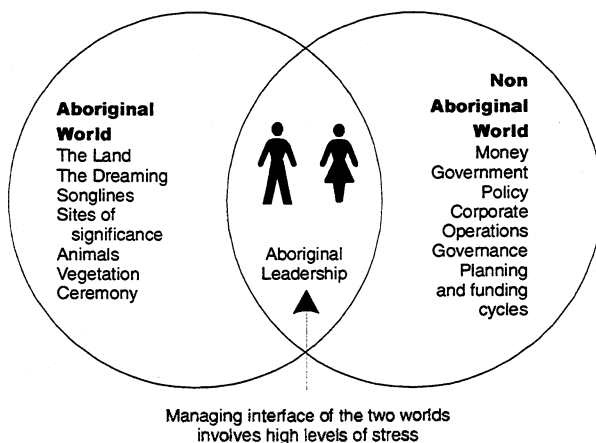 Aboriginal
World
The Land
The Dreaming
Songlines
Sites of
significance
Animals
Vegetation
Ceremony
Aboriginal
Leadership
Non
Aboriginal
World
Money
Government
Policy
Corporate
Operations
Governance
Planning
and funding
cycles
Managing interface of the two worlds
involves high levels of stress